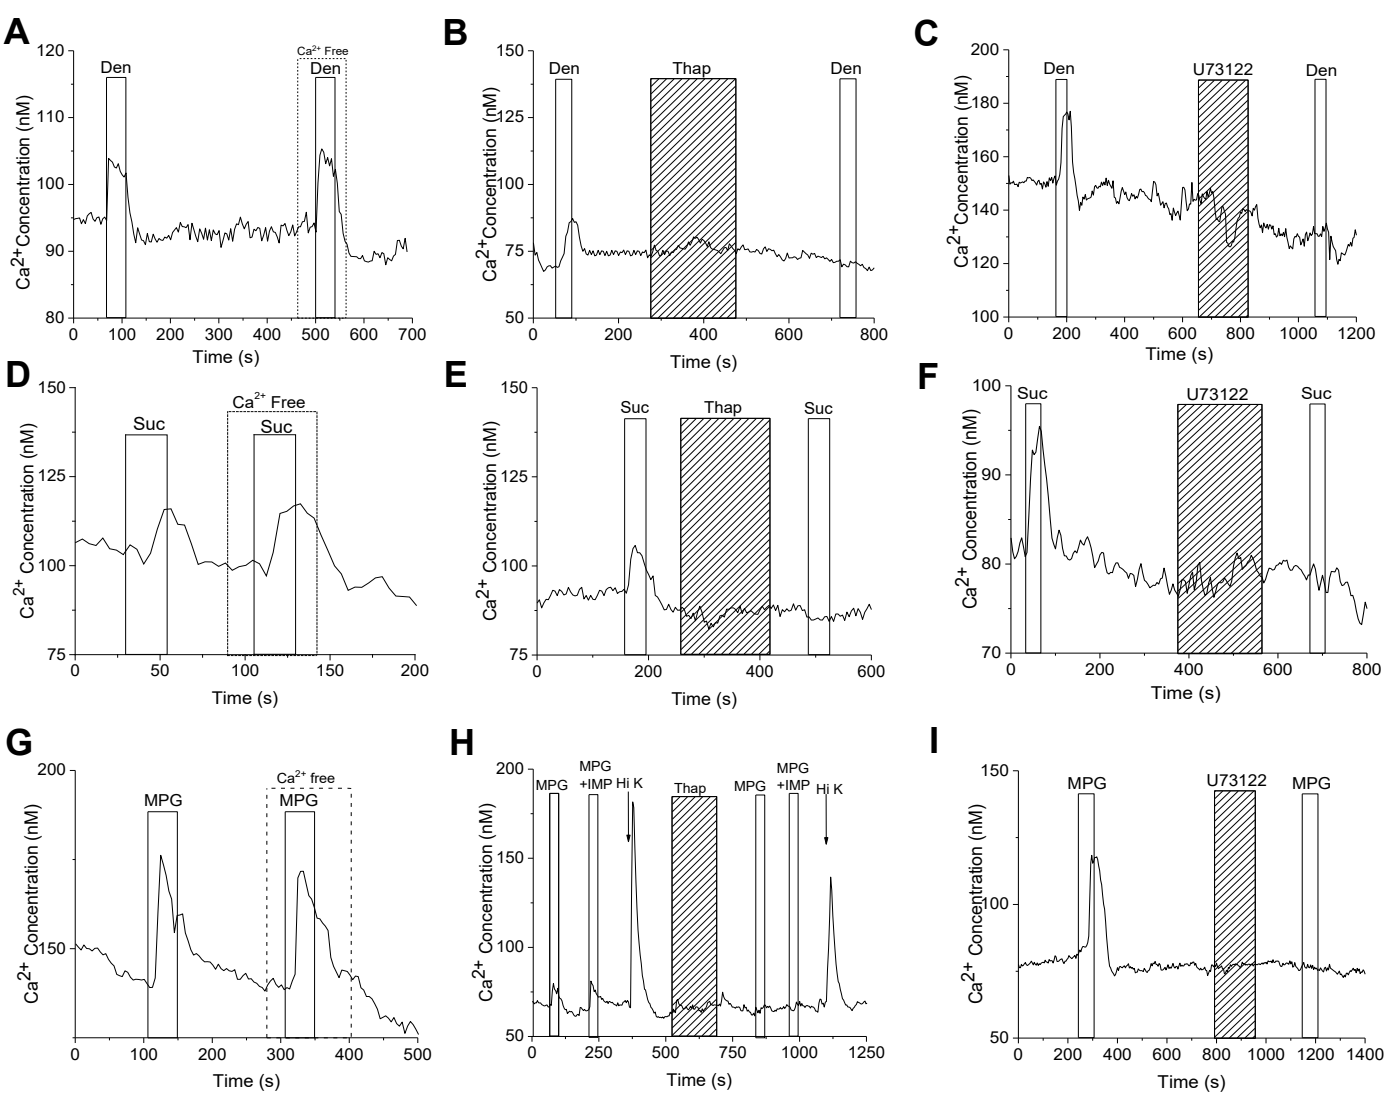 A
Ca2+ Free
Den
Den
120
110
100
90
80
Ca2+Concentration (nM)
0 100 200 300 400 500 600 700
Time (s)
B
Den
Thap
Den
150
125
100
75
50
Ca2+Concentration (nM)
0 200 400 600 800
Time (s)
C
Den
U73122
Den
200
180
160
140
120
100
Ca2+Concentration (nM)
0 200 400 600 800 1000 1200
Time (s)
D
Ca2+ Free
Suc
Suc
150
125
100
75
Ca2+ Concentration (nM)
0 50 100 150 200
Time (s)
E
Suc
Thap
Suc
150
125
100
75
Ca2+ Concentration (nM)
0 200 400 600
Time (s)
F
Suc
U73122
Suc
100
90
80
70
Ca2+ Concentration (nM)
0 200 400 600 800
Time (s)
G
Ca2+ free
MPG
MPG
200
150
Ca2+ Concentration (nM)
0 100 200 300 400 500
Time (s)
H
MPG
MPG
+IMP
Hi K
Thap
MPG
MPG
+IMP
Hi K
200
150
100
50
Ca2+ Concentration (nM)
0 250 500 750 1000 1250
Time (s)
I
MPG
U73122
MPG
150
100
50
Ca2+ Concentration (nM)
0 200 400 600 800 1000 1200 1400
Time (s)